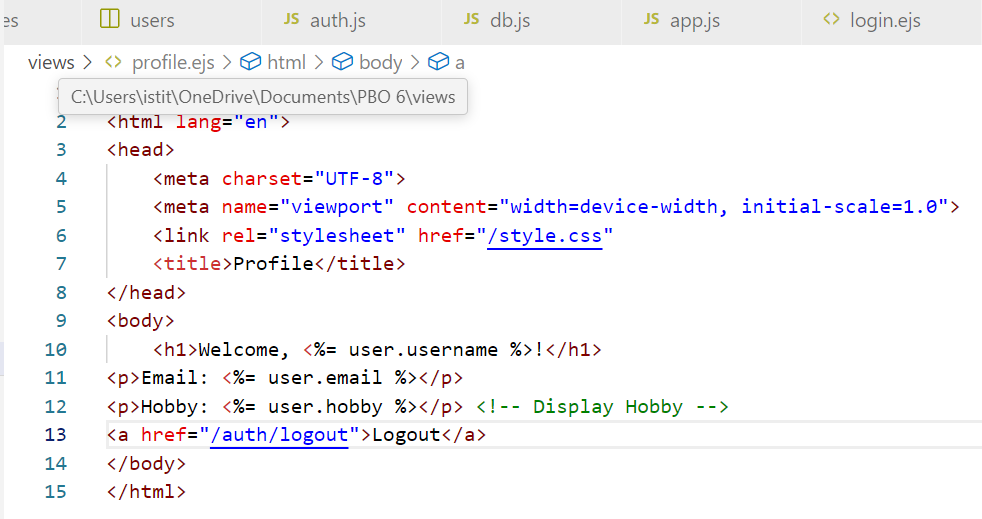 es users JS auth.js JS db.js JS app.js <> login.ejs
views > <> profile.ejs > html > body > a
C:\Users\istit\OneDrive\Documents\PBO 6\views
2 <html lang="en">
3 <head>
4 <meta charset="UTF-8">
5 <meta name="viewport" content="width=device-width, initial-scale=1.0">
6 <link rel="stylesheet" href="/style.css"
7 <title>Profile</title>
8 </head>
9 <body>
10 <h1>Welcome, <%= user.username %>!</h1>
11 <p>Email: <%= user.email %></p>
12 <p>Hobby: <%= user.hobby %></p> <!-- Display Hobby -->
13 <a href="/auth/logout">Logout</a>
14 </body>
15 </html>